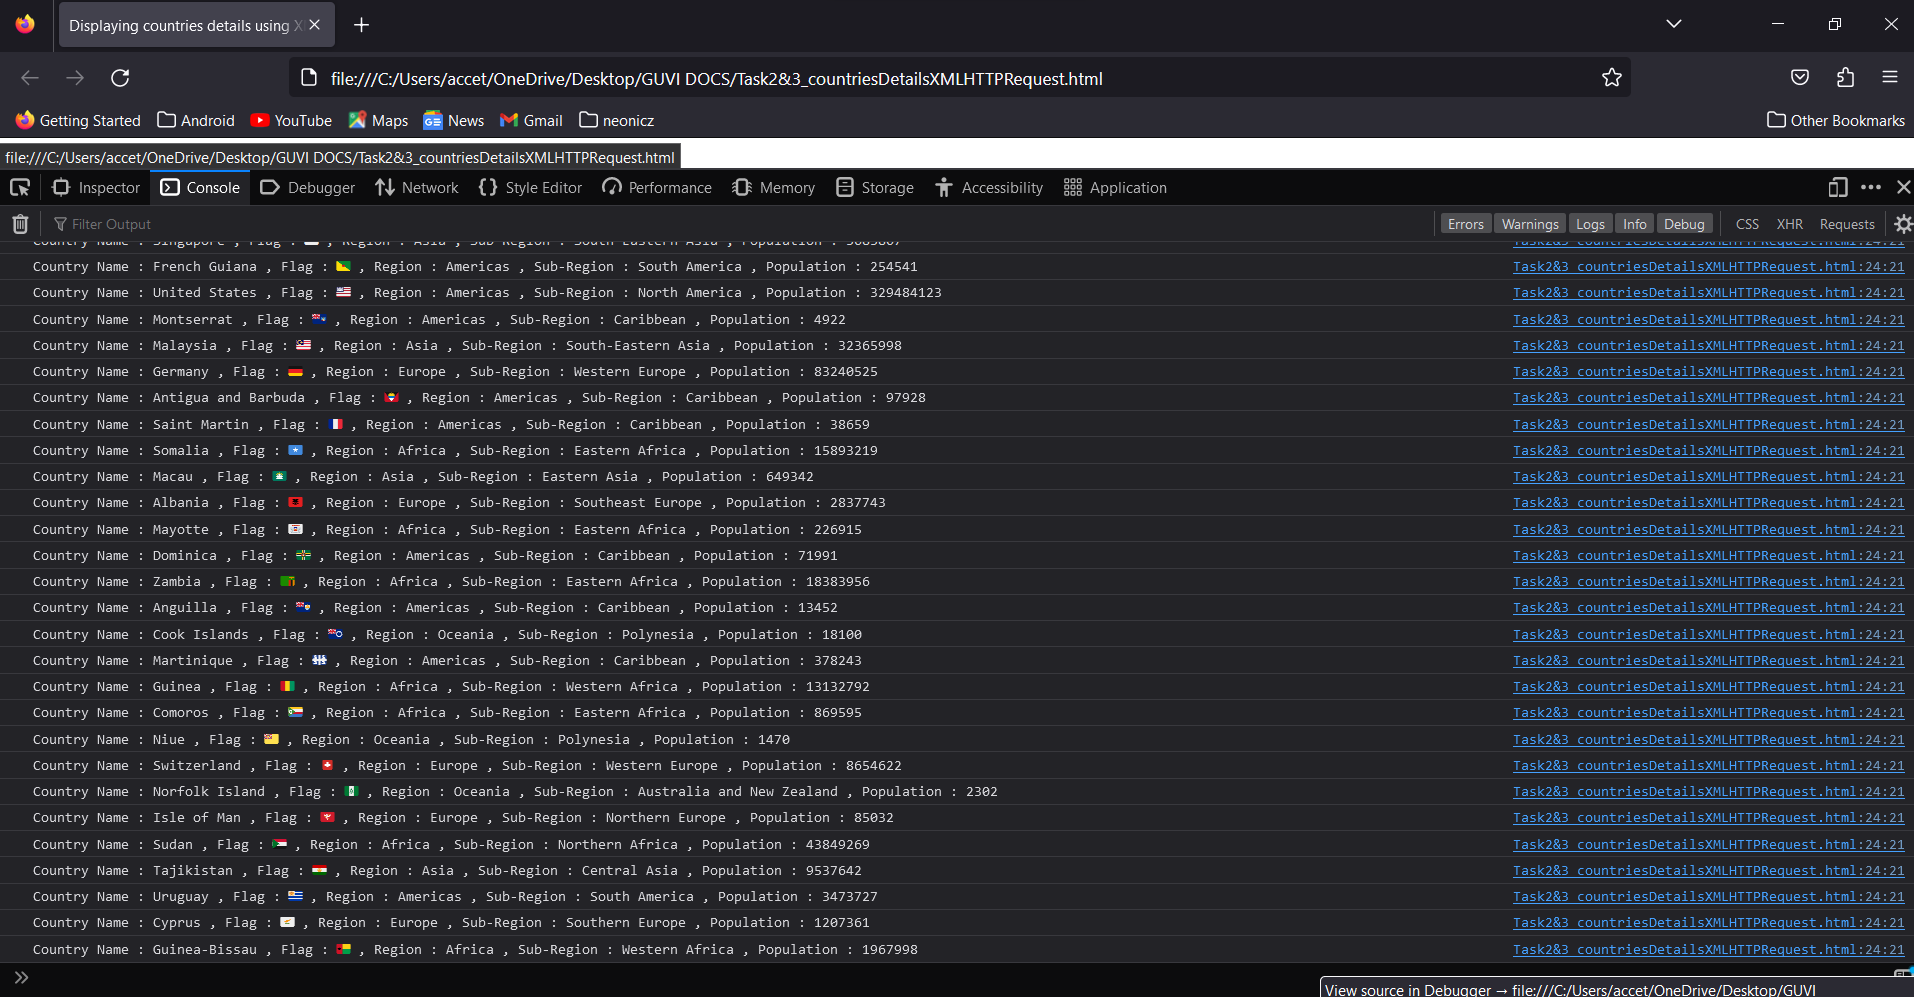 Displaying countries details using X
file:///C:/Users/accet/OneDrive/Desktop/GUVI DOCS/Task2&3_countriesDetailsXMLHTTPRequest.html
Getting Started Android YouTube Maps News Gmail neonicz Other Bookmarks
file:///C:/Users/accet/OneDrive/Desktop/GUVI DOCS/Task2&3_countriesDetailsXMLHTTPRequest.html
Inspector Console Debugger Network Style Editor Performance Memory Storage Accessibility Application
Filter Output Errors Warnings Logs Info Debug CSS XHR Requests
Country Name : Singapore , Flag : 🇸🇬 , Region : Asia , Sub-Region : South-Eastern Asia , Population : 5685807 Task2&3_countriesDetailsXMLHTTPRequest.html:24:21
Country Name : French Guiana , Flag : 🇬🇫 , Region : Americas , Sub-Region : South America , Population : 254541 Task2&3_countriesDetailsXMLHTTPRequest.html:24:21
Country Name : United States , Flag : 🇺🇸 , Region : Americas , Sub-Region : North America , Population : 329484123 Task2&3_countriesDetailsXMLHTTPRequest.html:24:21
Country Name : Montserrat , Flag : 🇲🇸 , Region : Americas , Sub-Region : Caribbean , Population : 4922 Task2&3_countriesDetailsXMLHTTPRequest.html:24:21
Country Name : Malaysia , Flag : 🇲🇾 , Region : Asia , Sub-Region : South-Eastern Asia , Population : 32365998 Task2&3_countriesDetailsXMLHTTPRequest.html:24:21
Country Name : Germany , Flag : 🇩🇪 , Region : Europe , Sub-Region : Western Europe , Population : 83240525 Task2&3_countriesDetailsXMLHTTPRequest.html:24:21
Country Name : Antigua and Barbuda , Flag : 🇦🇬 , Region : Americas , Sub-Region : Caribbean , Population : 97928 Task2&3_countriesDetailsXMLHTTPRequest.html:24:21
Country Name : Saint Martin , Flag : 🇲🇫 , Region : Americas , Sub-Region : Caribbean , Population : 38659 Task2&3_countriesDetailsXMLHTTPRequest.html:24:21
Country Name : Somalia , Flag : 🇸🇴 , Region : Africa , Sub-Region : Eastern Africa , Population : 15893219 Task2&3_countriesDetailsXMLHTTPRequest.html:24:21
Country Name : Macau , Flag : 🇲🇴 , Region : Asia , Sub-Region : Eastern Asia , Population : 649342 Task2&3_countriesDetailsXMLHTTPRequest.html:24:21
Country Name : Albania , Flag : 🇦🇱 , Region : Europe , Sub-Region : Southeast Europe , Population : 2837743 Task2&3_countriesDetailsXMLHTTPRequest.html:24:21
Country Name : Mayotte , Flag : 🇾🇹 , Region : Africa , Sub-Region : Eastern Africa , Population : 226915 Task2&3_countriesDetailsXMLHTTPRequest.html:24:21
Country Name : Dominica , Flag : 🇩🇲 , Region : Americas , Sub-Region : Caribbean , Population : 71991 Task2&3_countriesDetailsXMLHTTPRequest.html:24:21
Country Name : Zambia , Flag : 🇿🇲 , Region : Africa , Sub-Region : Eastern Africa , Population : 18383956 Task2&3_countriesDetailsXMLHTTPRequest.html:24:21
Country Name : Anguilla , Flag : 🇦🇮 , Region : Americas , Sub-Region : Caribbean , Population : 13452 Task2&3_countriesDetailsXMLHTTPRequest.html:24:21
Country Name : Cook Islands , Flag : 🇨🇰 , Region : Oceania , Sub-Region : Polynesia , Population : 18100 Task2&3_countriesDetailsXMLHTTPRequest.html:24:21
Country Name : Martinique , Flag : 🇲🇶 , Region : Americas , Sub-Region : Caribbean , Population : 378243 Task2&3_countriesDetailsXMLHTTPRequest.html:24:21
Country Name : Guinea , Flag : 🇬🇳 , Region : Africa , Sub-Region : Western Africa , Population : 13132792 Task2&3_countriesDetailsXMLHTTPRequest.html:24:21
Country Name : Comoros , Flag : 🇰🇲 , Region : Africa , Sub-Region : Eastern Africa , Population : 869595 Task2&3_countriesDetailsXMLHTTPRequest.html:24:21
Country Name : Niue , Flag : 🇳🇺 , Region : Oceania , Sub-Region : Polynesia , Population : 1470 Task2&3_countriesDetailsXMLHTTPRequest.html:24:21
Country Name : Switzerland , Flag : 🇨🇭 , Region : Europe , Sub-Region : Western Europe , Population : 8654622 Task2&3_countriesDetailsXMLHTTPRequest.html:24:21
Country Name : Norfolk Island , Flag : 🇳🇫 , Region : Oceania , Sub-Region : Australia and New Zealand , Population : 2302 Task2&3_countriesDetailsXMLHTTPRequest.html:24:21
Country Name : Isle of Man , Flag : 🇮🇲 , Region : Europe , Sub-Region : Northern Europe , Population : 85032 Task2&3_countriesDetailsXMLHTTPRequest.html:24:21
Country Name : Sudan , Flag : 🇸🇩 , Region : Africa , Sub-Region : Northern Africa , Population : 43849269 Task2&3_countriesDetailsXMLHTTPRequest.html:24:21
Country Name : Tajikistan , Flag : 🇹🇯 , Region : Asia , Sub-Region : Central Asia , Population : 9537642 Task2&3_countriesDetailsXMLHTTPRequest.html:24:21
Country Name : Uruguay , Flag : 🇺🇾 , Region : Americas , Sub-Region : South America , Population : 3473727 Task2&3_countriesDetailsXMLHTTPRequest.html:24:21
Country Name : Cyprus , Flag : 🇨🇾 , Region : Europe , Sub-Region : Southern Europe , Population : 1207361 Task2&3_countriesDetailsXMLHTTPRequest.html:24:21
Country Name : Guinea-Bissau , Flag : 🇬🇼 , Region : Africa , Sub-Region : Western Africa , Population : 1967998 Task2&3_countriesDetailsXMLHTTPRequest.html:24:21
View source in Debugger → file:///C:/Users/accet/OneDrive/Desktop/GUVI